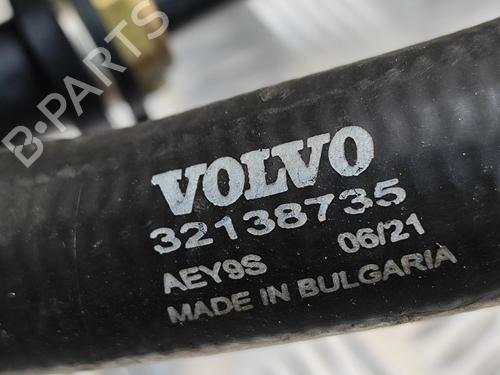 B·PARTS
VOLVO
32138735
AEY9S 06/21
MADE IN BULGARIA